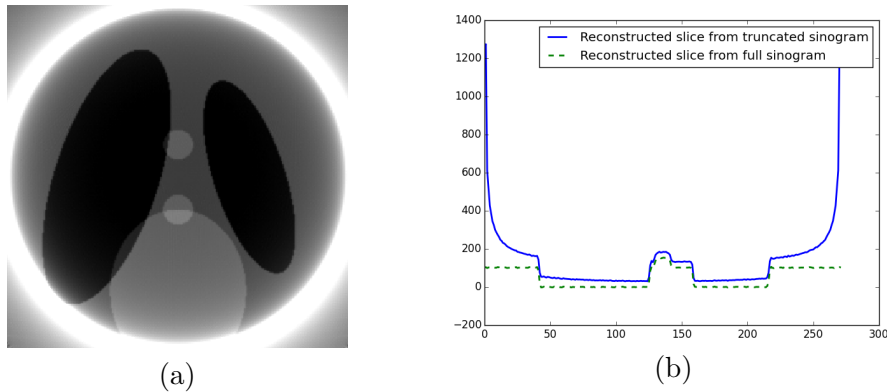 1400
1200
1000
800
600
400
200
0
−200
0 50 100 150 200 250 300
Reconstructed slice from truncated sinogram
Reconstructed slice from full sinogram
(a)
(b)